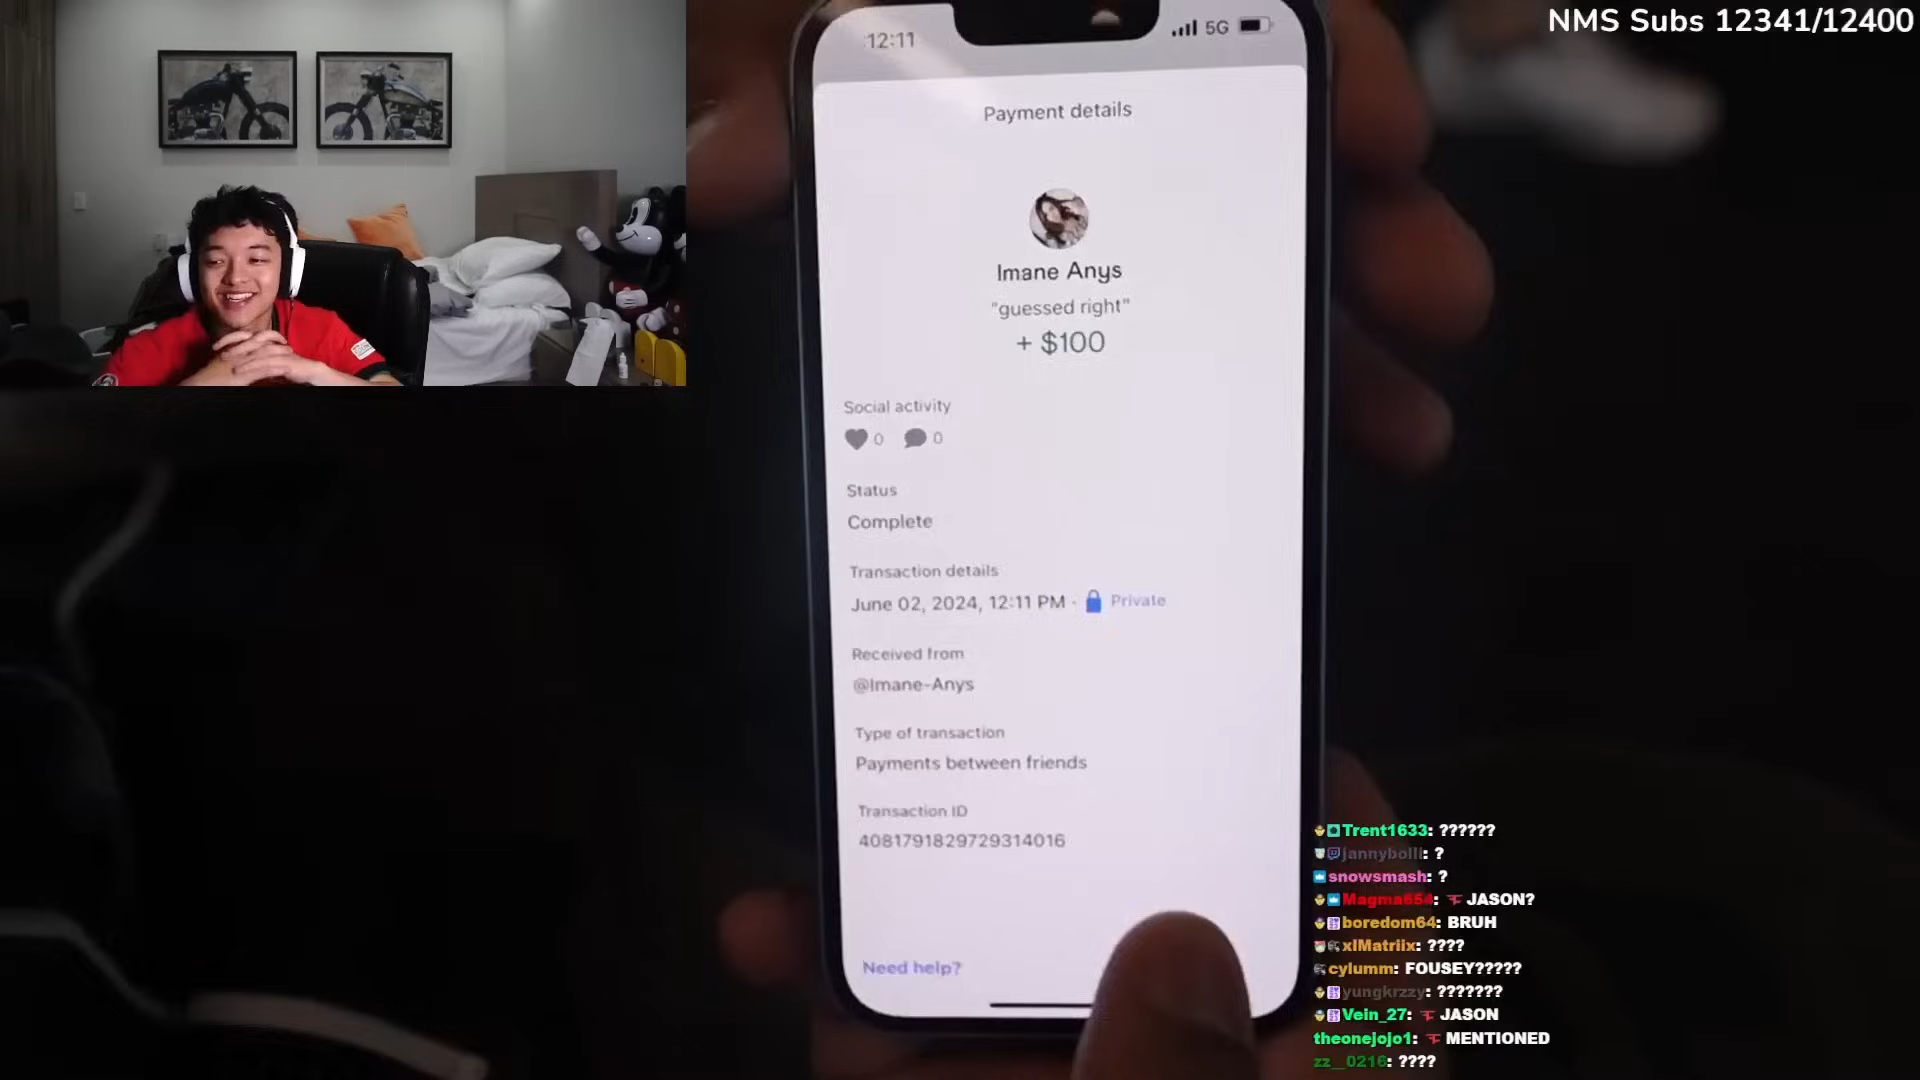 NMS Subs 12341/12400
12:11
5G
Payment details
Imane Anys
"guessed right"
+ $100
Social activity
0 0
Status
Complete
Transaction details
June 02, 2024, 12:11 PM · Private
Received from
@Imane-Anys
Type of transaction
Payments between friends
Transaction ID
4081791829729314016
Need help?
Trent1633: ??????
jannybolli: ?
snowsmash: ?
Magma654: JASON?
boredom64: BRUH
xlMatriix: ????
cylumm: FOUSEY?????
yungkrzzy: ???????
Vein_27: JASON
theonejojo1: MENTIONED
zz__0216: ????